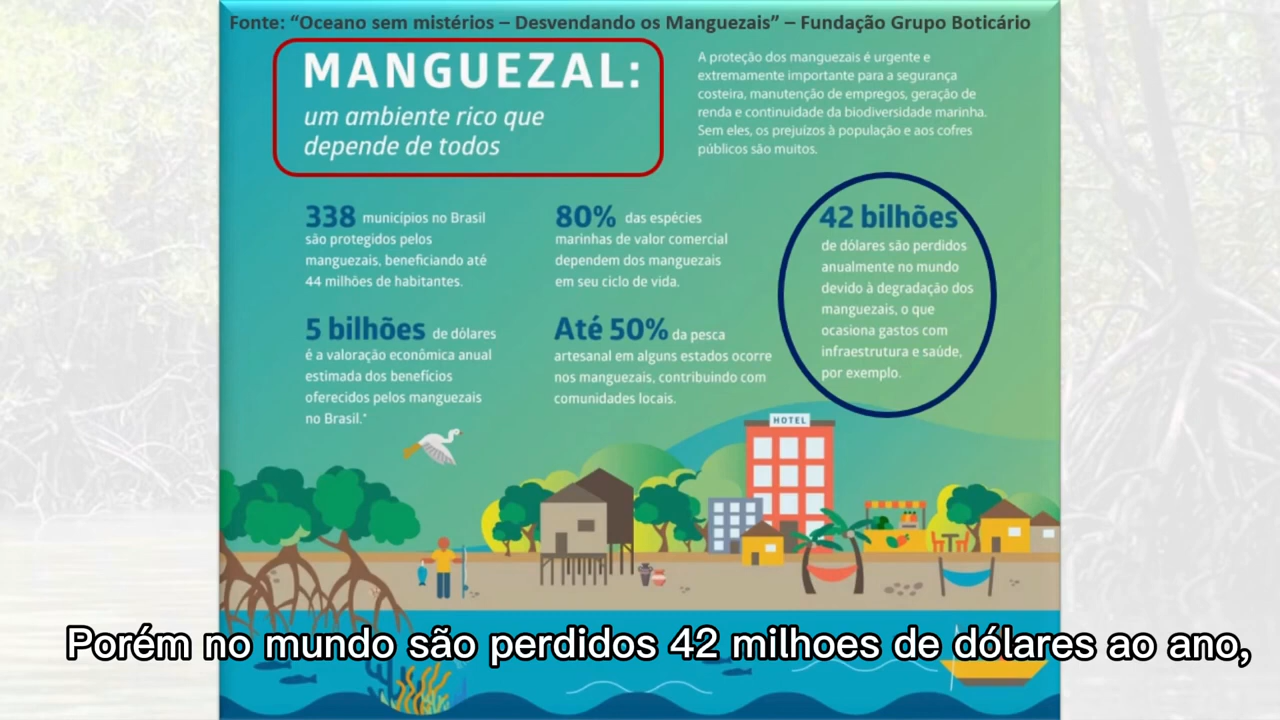 Fonte: “Oceano sem mistérios – Desvendando os Manguezais” – Fundação Grupo Boticário
MANGUEZAL:
um ambiente rico que
depende de todos
A proteção dos manguezais é urgente e
extremamente importante para a segurança
costeira, manutenção de empregos, geração de
renda e continuidade da biodiversidade marinha.
Sem eles, os prejuízos à população e aos cofres
públicos são muitos.
338 municípios no Brasil
são protegidos pelos
manguezais, beneficiando até
44 milhões de habitantes.
80% das espécies
marinhas de valor comercial
dependem dos manguezais
em seu ciclo de vida.
42 bilhões
de dólares são perdidos
anualmente no mundo
devido à degradação dos
manguezais, o que
ocasiona gastos com
infraestrutura e saúde,
por exemplo.
5 bilhões de dólares
é a valoração econômica anual
estimada dos benefícios
oferecidos pelos manguezais
no Brasil.*
Até 50% da pesca
artesanal em alguns estados ocorre
nos manguezais, contribuindo com
comunidades locais.
HOTEL
Porém no mundo são perdidos 42 milhoes de dólares ao ano,